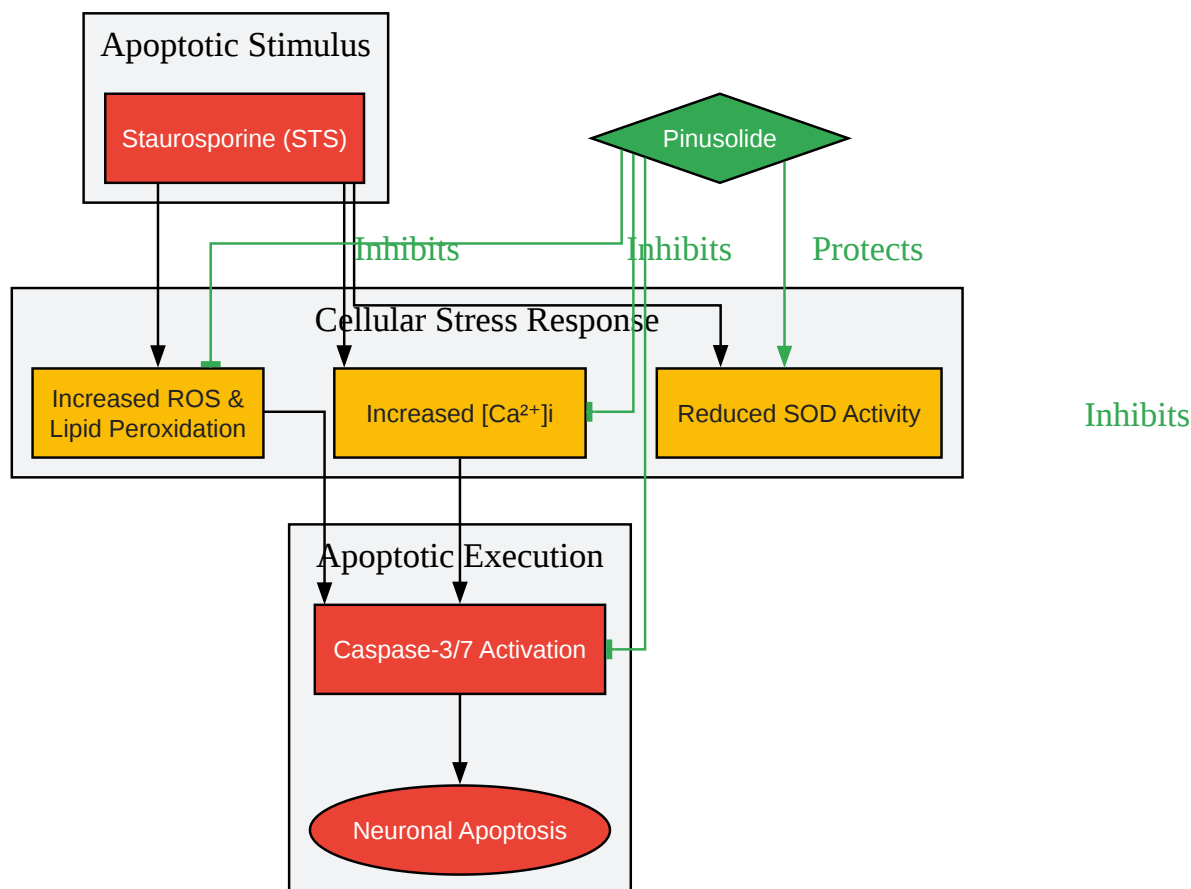 Apoptotic Stimulus
Staurosporine (STS)
Pinusolide
Inhibits
Inhibits
Protects
Cellular Stress Response
Increased ROS &
Lipid Peroxidation
Increased [Ca²⁺]i
Reduced SOD Activity
Inhibits
Apoptotic Execution
Caspase-3/7 Activation
Neuronal Apoptosis